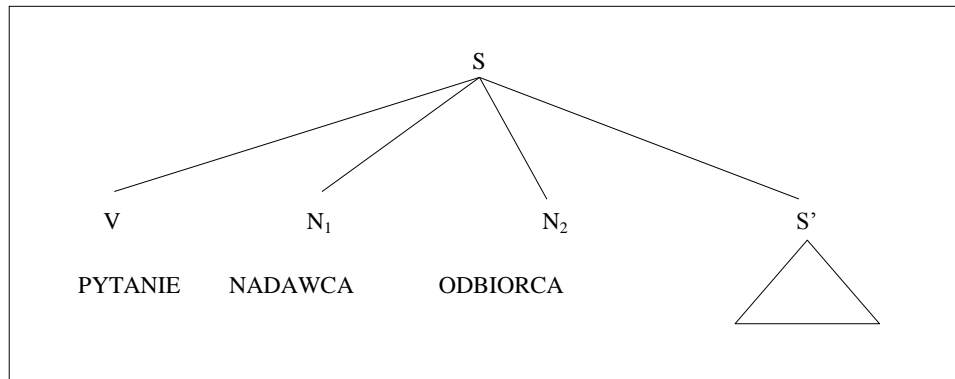 S
V N₁ N₂ S’
PYTANIE NADAWCA ODBIORCA